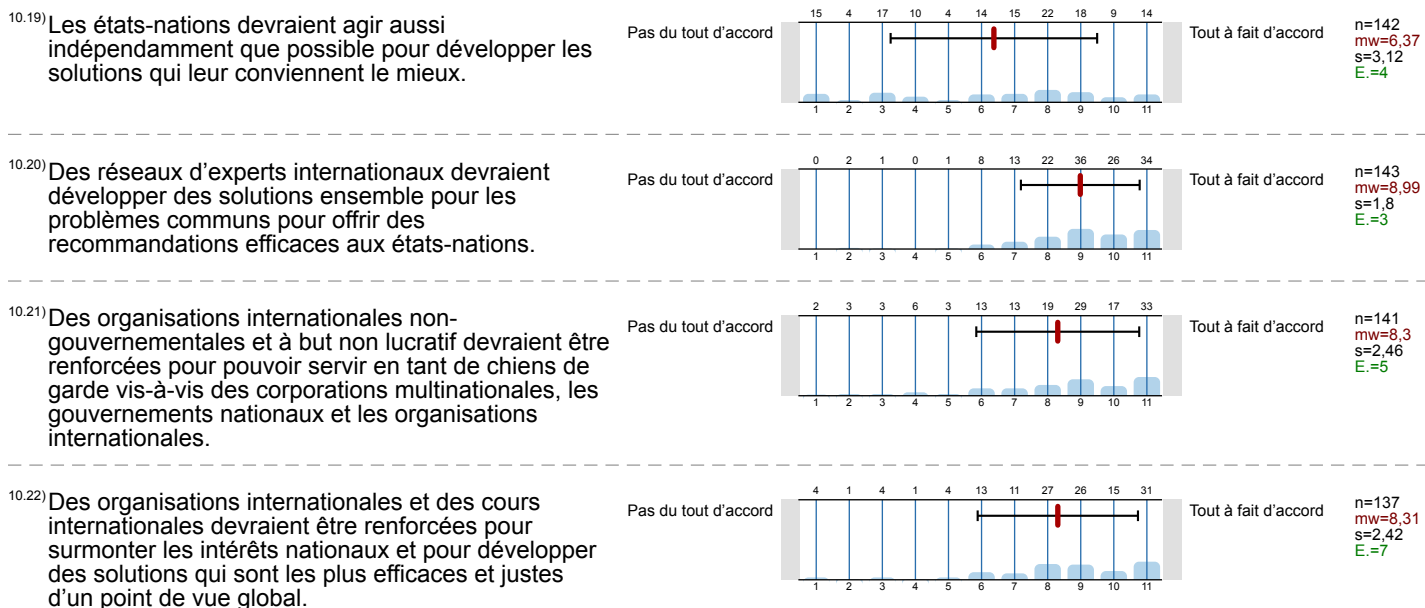 10.19) Les états-nations devraient agir aussi
indépendamment que possible pour développer les
solutions qui leur conviennent le mieux.
Pas du tout d'accord
15 4 17 10 4 14 15 22 18 9 14
1 2 3 4 5 6 7 8 9 10 11
Tout à fait d'accord
n=142
mw=6,37
s=3,12
E.=4
10.20) Des réseaux d'experts internationaux devraient
développer des solutions ensemble pour les
problèmes communs pour offrir des
recommandations efficaces aux états-nations.
Pas du tout d'accord
0 2 1 0 1 8 13 22 36 26 34
1 2 3 4 5 6 7 8 9 10 11
Tout à fait d'accord
n=143
mw=8,99
s=1,8
E.=3
10.21) Des organisations internationales non-
gouvernementales et à but non lucratif devraient être
renforcées pour pouvoir servir en tant de chiens de
garde vis-à-vis des corporations multinationales, les
gouvernements nationaux et les organisations
internationales.
Pas du tout d'accord
2 3 3 6 3 13 13 19 29 17 33
1 2 3 4 5 6 7 8 9 10 11
Tout à fait d'accord
n=141
mw=8,3
s=2,46
E.=5
10.22) Des organisations internationales et des cours
internationales devraient être renforcées pour
surmonter les intérêts nationaux et pour développer
des solutions qui sont les plus efficaces et justes
d'un point de vue global.
Pas du tout d'accord
4 1 4 1 4 13 11 27 26 15 31
1 2 3 4 5 6 7 8 9 10 11
Tout à fait d'accord
n=137
mw=8,31
s=2,42
E.=7